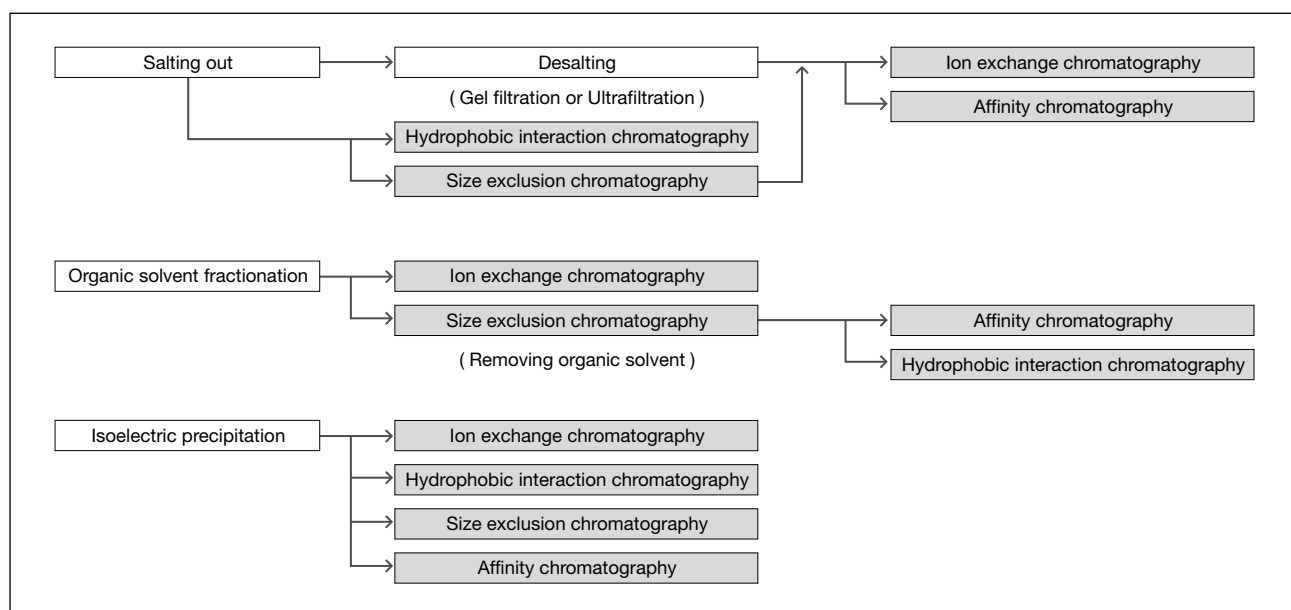 Salting out
Desalting
Ion exchange chromatography
( Gel filtration or Ultrafiltration )
Affinity chromatography
Hydrophobic interaction chromatography
Size exclusion chromatography
Organic solvent fractionation
Ion exchange chromatography
Size exclusion chromatography
Affinity chromatography
( Removing organic solvent )
Hydrophobic interaction chromatography
Isoelectric precipitation
Ion exchange chromatography
Hydrophobic interaction chromatography
Size exclusion chromatography
Affinity chromatography